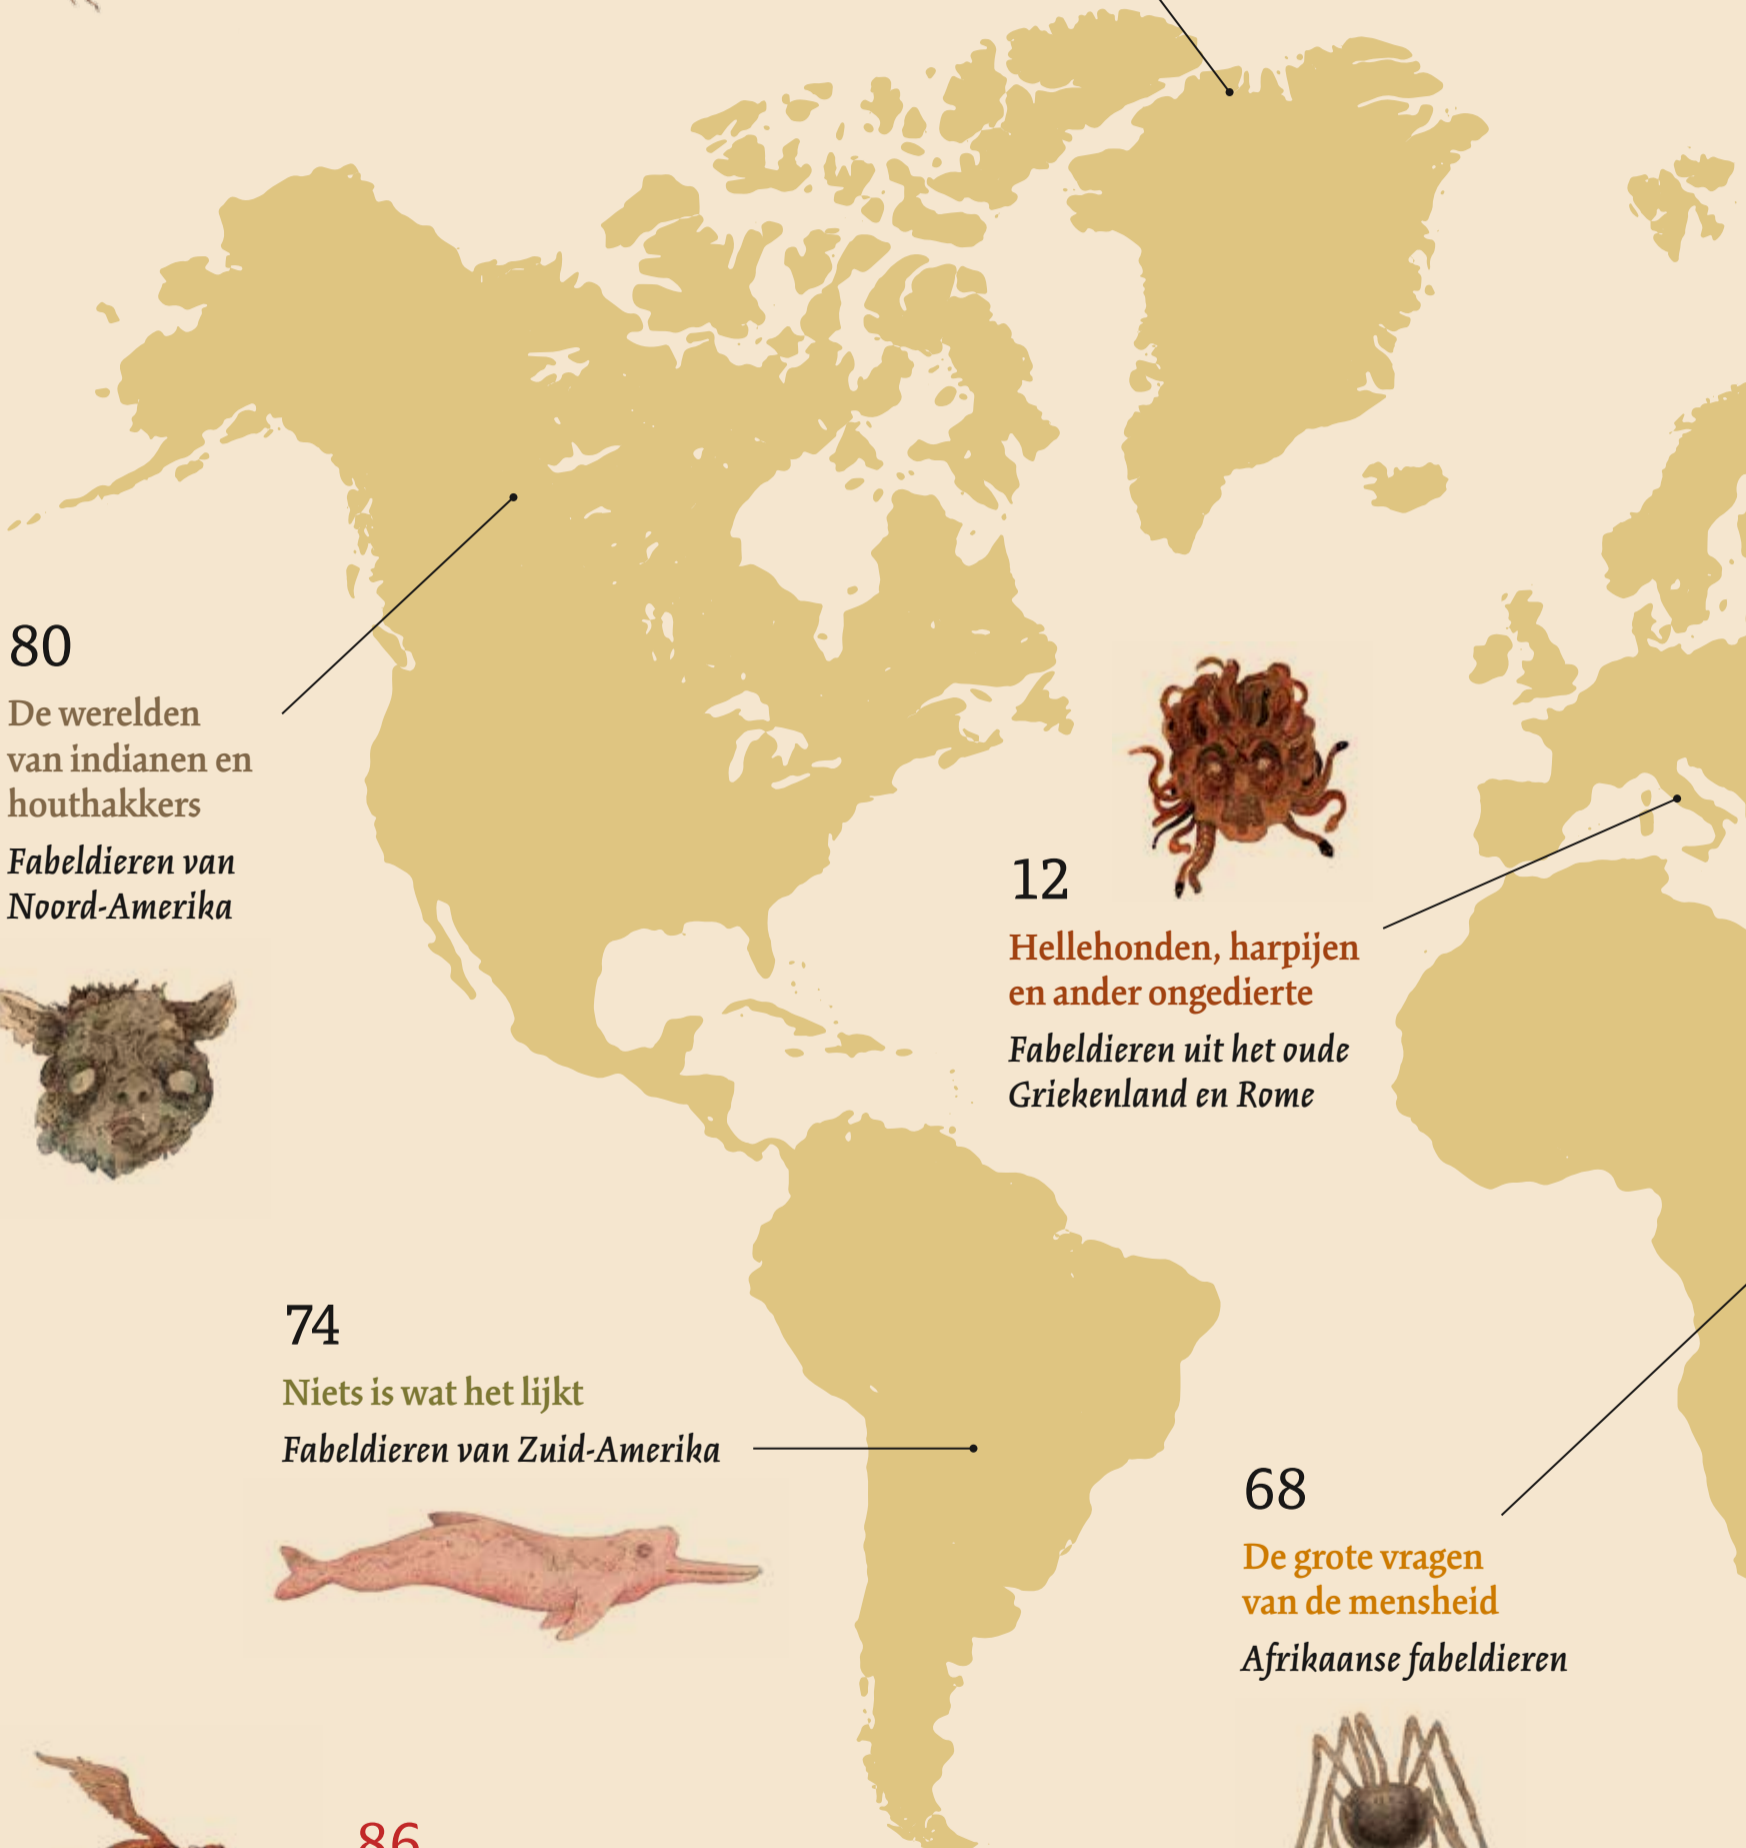 80
De werelden
van indianen en
houthakkers
Fabeldieren van
Noord-Amerika
12
Hellehonden, harpijen
en ander ongedierte
Fabeldieren uit het oude
Griekenland en Rome
74
Niets is wat het lijkt
Fabeldieren van Zuid-Amerika
68
De grote vragen
van de mensheid
Afrikaanse fabeldieren
86